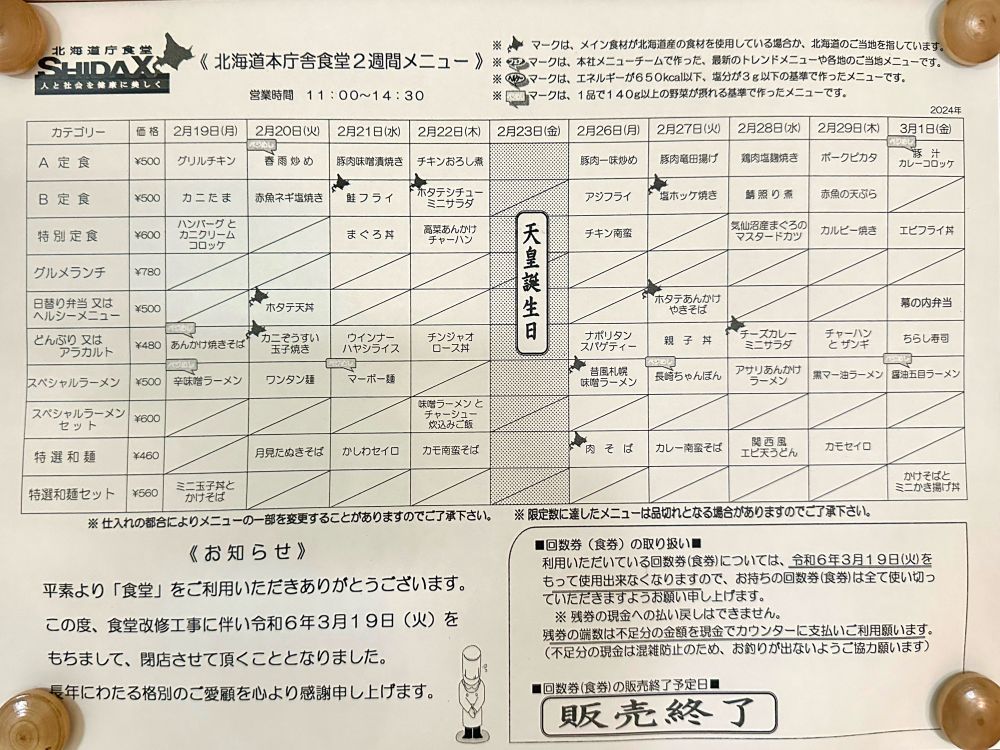 北海道庁食堂
SHIDAX
人と社会を健康に美しく
《 北海道本庁舎食堂2週間メニュー 》
営業時間 11:00~14:30
※ マークは、メイン食材が北海道産の食材を使用している場合か、北海道のご当地を指しています。
※ マークは、本社メニューチームで作った、最新のトレンドメニューや各地のご当地メニューです。
※ マークは、エネルギーが650kcal以下、塩分が3g以下の基準で作ったメニューです。
※ マークは、1品で140g以上の野菜が摂れる基準で作ったメニューです。
2024年
カテゴリー 価格 2月19日(月) 2月20日(火) 2月21日(水) 2月22日(木) 2月23日(金) 2月26日(月) 2月27日(火) 2月28日(水) 2月29日(木) 3月1日(金)
A 定食 ¥500 グリルチキン 春雨炒め 豚肉味噌漬焼き チキンおろし煮 豚肉一味炒め 豚肉竜田揚げ 鶏肉塩麹焼き ポークピカタ 豚汁 カレーコロッケ
B 定食 ¥500 カニたま 赤魚ネギ塩焼き 鮭フライ ホタテシチュー ミニサラダ アジフライ 塩ホッケ焼き 鯖照り煮 赤魚の天ぷら
特別定食 ¥600 ハンバーグと カニクリーム コロッケ まぐろ丼 高菜あんかけ チャーハン チキン南蛮 気仙沼産まぐろの マスタードカツ カルビー焼き エビフライ丼
グルメランチ ¥780
日替り弁当 又は ヘルシーメニュー ¥500 ホタテ天丼 ホタテあんかけ やきそば 幕の内弁当
どんぶり 又は アラカルト ¥480 あんかけ焼きそば カニぞうすい 玉子焼き ウインナー ハヤシライス チンジャオ ロース丼 ナポリタン スパゲティー 親子丼 チーズカレー ミニサラダ チャーハン と ザンギ ちらし寿司
スペシャルラーメン ¥500 辛味噌ラーメン ワンタン麺 マーボー麺 昔風札幌 味噌ラーメン 長崎ちゃんぽん アサリあんかけ ラーメン 黒マー油ラーメン 醤油五目ラーメン
スペシャルラーメン セット ¥600 味噌ラーメンと チャーシュー 炊込みご飯
特選和麺 ¥460 月見たぬきそば かしわセイロ カモ南蛮そば 肉そば カレー南蛮そば 関西風 エビ天うどん カモセイロ
特選和麺セット ¥560 ミニ玉子丼と かけそば かけそばと ミニかき揚げ丼
天皇誕生日
※ 仕入れの都合によりメニューの一部を変更することがありますのでご了承下さい。
※ 限定数に達したメニューは品切れとなる場合がありますのでご了承下さい。
《 お知らせ 》
平素より「食堂」をご利用いただきありがとうございます。
この度、食堂改修工事に伴い令和6年3月19日(火)を
もちまして、閉店させて頂くこととなりました。
長年にわたる格別のご愛顧を心より感謝申し上げます。
■回数券(食券)の取り扱い■
利用いただいている回数券(食券)については、令和6年3月19日(火)を
もって使用出来なくなりますので、お持ちの回数券(食券)は全て使い切っ
ていただきますようお願い申し上げます。
※ 残券の現金への払い戻しはできません。
残券の端数は不足分の金額を現金でカウンターに支払いご利用願います。
(不足分の現金は混雑防止のため、お釣りが出ないようご協力願います)
■回数券(食券)の販売終了予定日■
販売終了